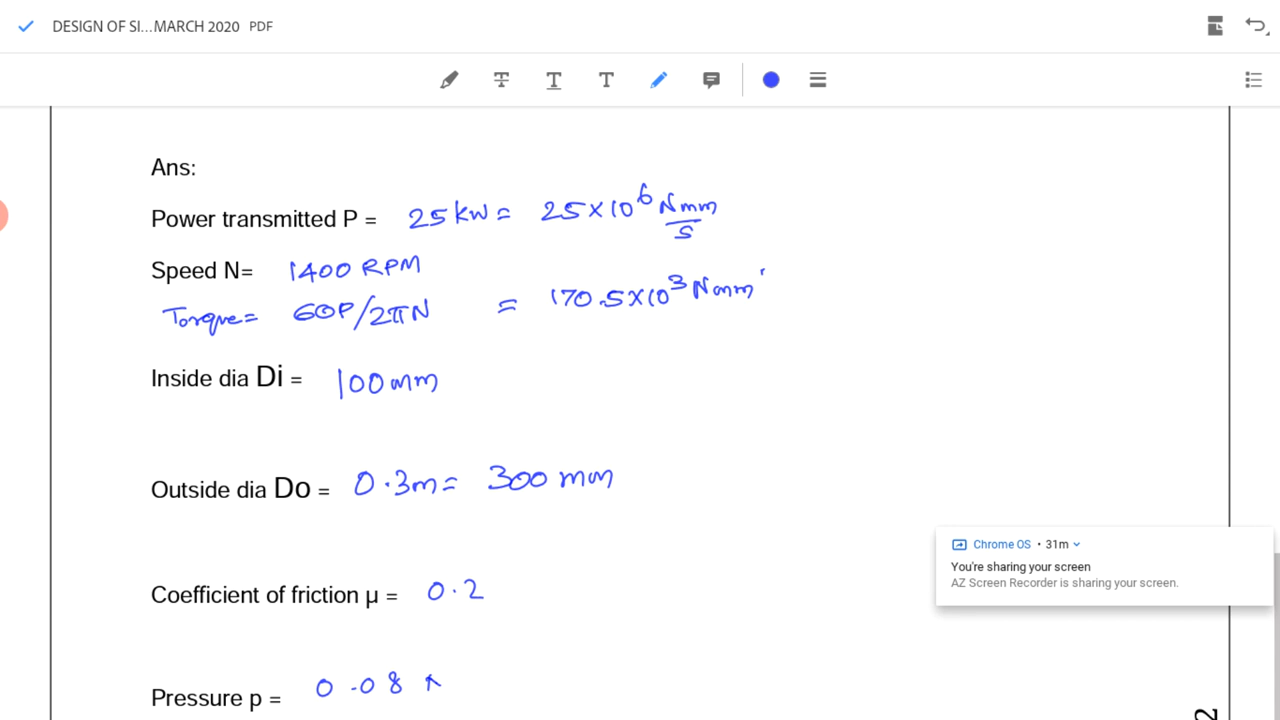 DESIGN OF SI...MARCH 2020 PDF
Ans:
Power transmitted P = 25 kW = 25×10⁶ Nmm/s
Speed N= 1400 RPM
Torque= 60P/2πN = 170.5×10³ Nmm
Inside dia Di = 100mm
Outside dia Do = 0.3m= 300 mm
Chrome OS • 31m
You're sharing your screen
AZ Screen Recorder is sharing your screen.
Coefficient of friction μ = 0.2
Pressure p = 0.08
2